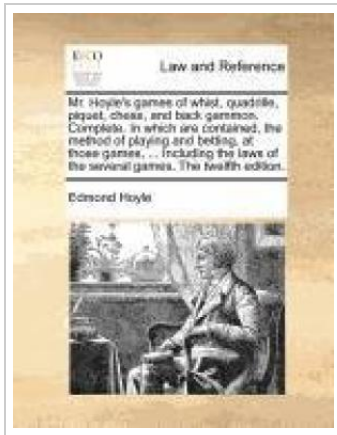 ECCO
Law and Reference
Mr. Hoyle's games of whist, quadrille,
piquet, chess, and back gammon.
Complete. In which are contained, the
method of playing and betting, at
those games, ... Including the laws of
the several games. The twelfth edition.
Edmond Hoyle